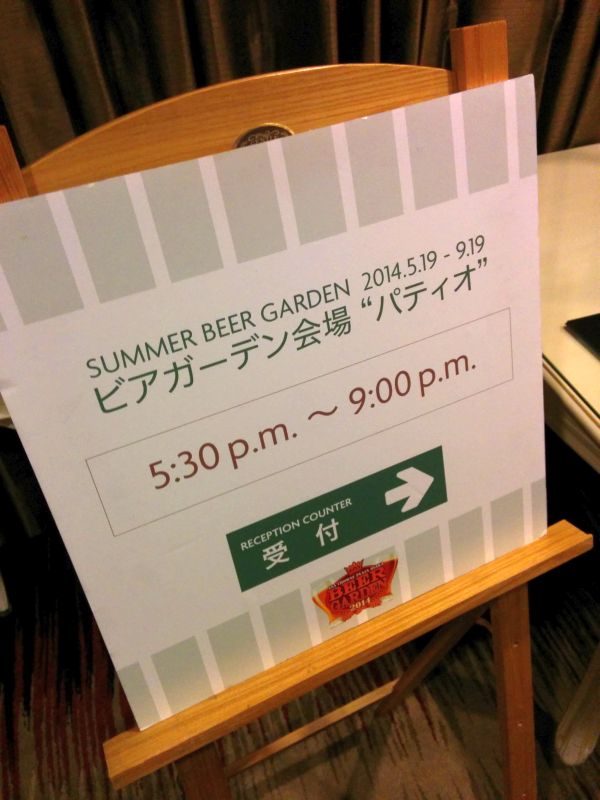 SUMMER BEER GARDEN 2014.5.19 - 9.19
ビアガーデン会場 “パティオ”
5:30 p.m. 〜 9:00 p.m.
RECEPTION COUNTER
受付
BEER
GARDEN
2014